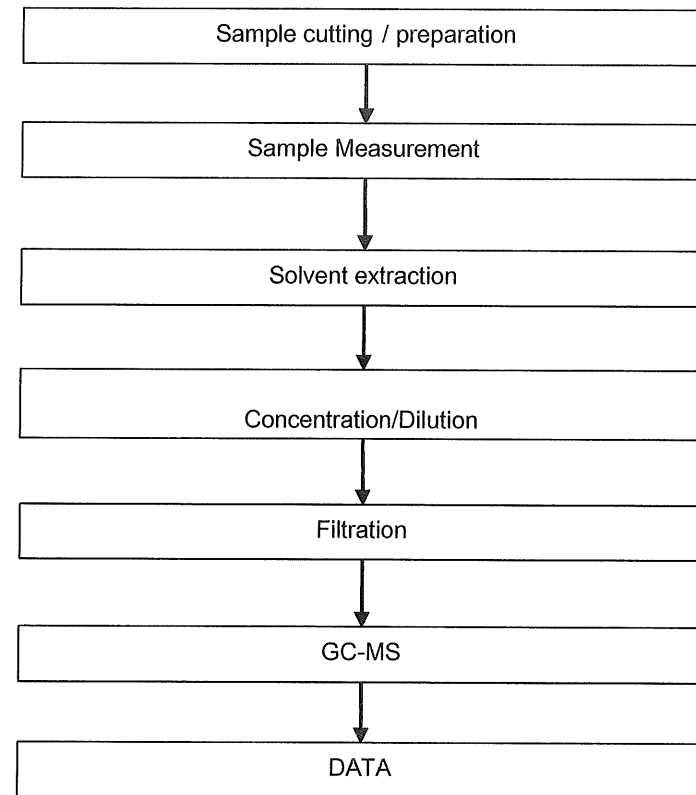 Sample cutting / preparation
Sample Measurement
Solvent extraction
Concentration/Dilution
Filtration
GC-MS
DATA